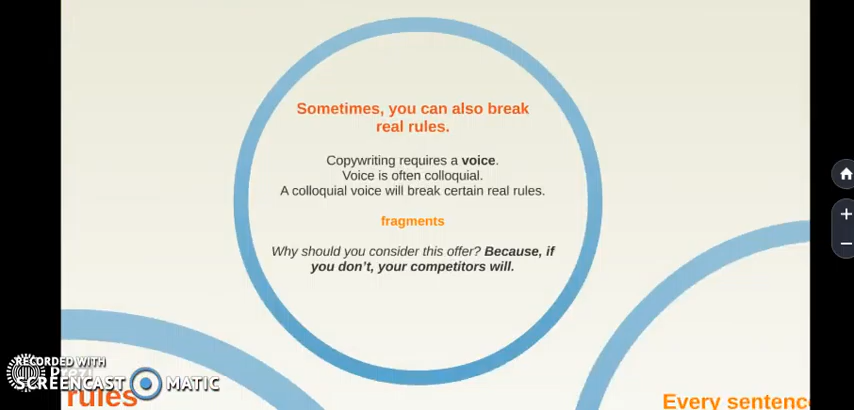 Sometimes, you can also break
real rules.
Copywriting requires a voice.
Voice is often colloquial.
A colloquial voice will break certain real rules.
fragments
Why should you consider this offer? Because, if
you don't, your competitors will.
RECORDED WITH
SCREENCAST MATIC
rules
Every sentence